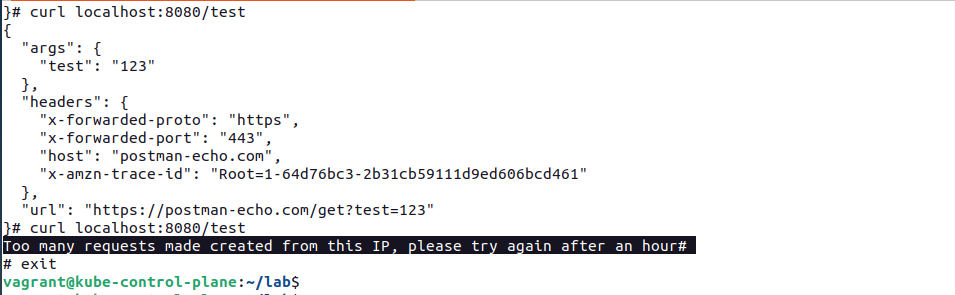 }# curl localhost:8080/test
{
  "args": {
    "test": "123"
  },
  "headers": {
    "x-forwarded-proto": "https",
    "x-forwarded-port": "443",
    "host": "postman-echo.com",
    "x-amzn-trace-id": "Root=1-64d76bc3-2b31cb59111d9ed606bcd461"
  },
  "url": "https://postman-echo.com/get?test=123"
}# curl localhost:8080/test
Too many requests made created from this IP, please try again after an hour#
# exit
vagrant@kube-control-plane:~/lab$